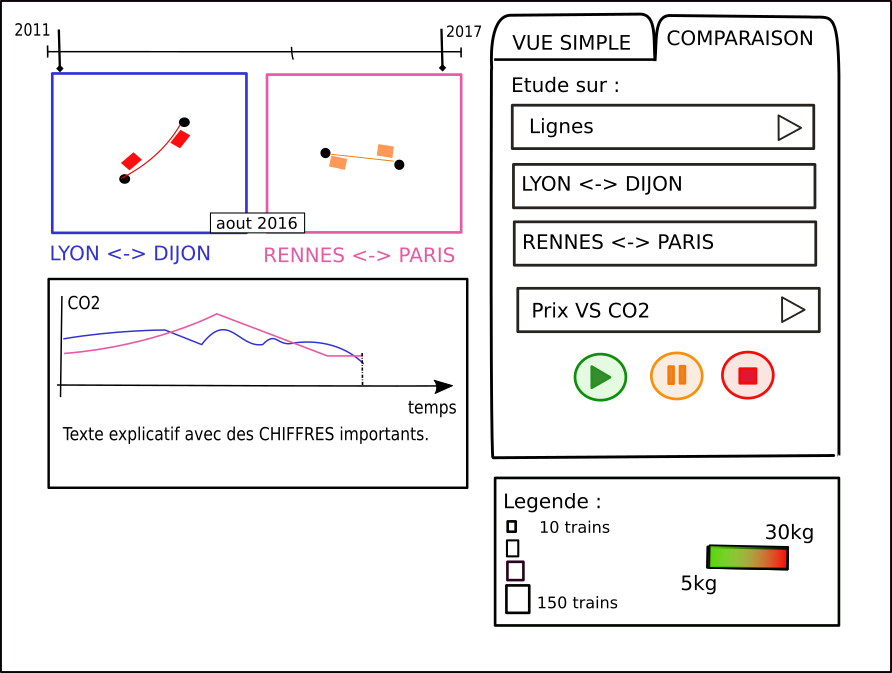 2011
2017
aout 2016
LYON <-> DIJON
RENNES <-> PARIS
CO2
temps
Texte explicatif avec des CHIFFRES importants.
VUE SIMPLE
COMPARAISON
Etude sur :
Lignes
LYON <-> DIJON
RENNES <-> PARIS
Prix VS CO2
Legende :
10 trains
150 trains
30kg
5kg